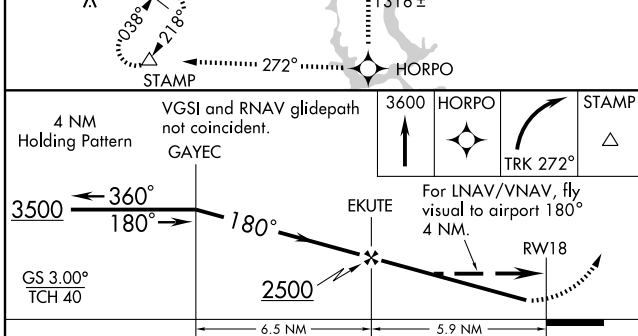 1316 ±
038°
218°
STAMP
272°
HORPO
4 NM
Holding Pattern
VGSI and RNAV glidepath
not coincident.
GAYEC
3600
HORPO
TRK 272°
STAMP
3500
360°
180°
180°
EKUTE
For LNAV/VNAV, fly
visual to airport 180°
4 NM.
RW18
2500
GS 3.00°
TCH 40
6.5 NM
5.9 NM